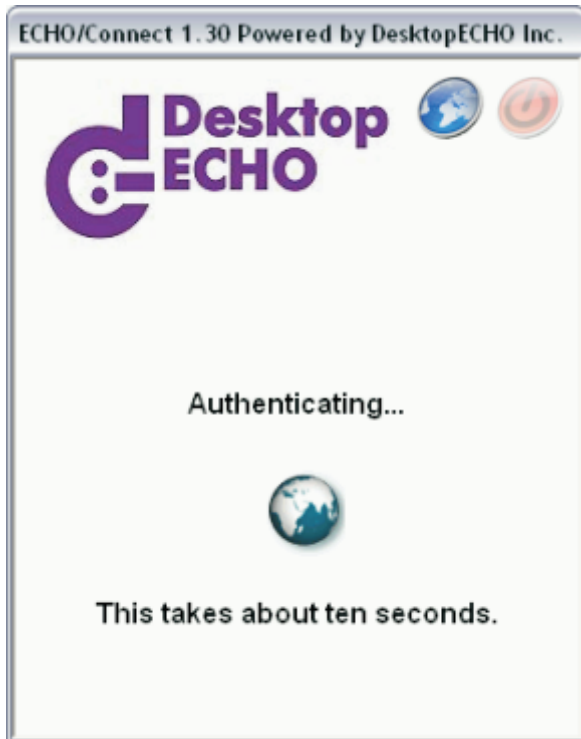 ECHO/Connect 1.30 Powered by DesktopECHO Inc.
Desktop
ECHO
Authenticating...
This takes about ten seconds.